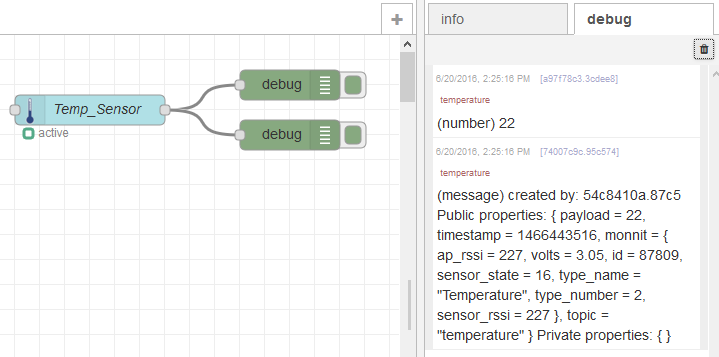 +
info
debug
debug
Temp_Sensor
active
debug
6/20/2016, 2:25:16 PM [a97f78c3.3cdee8]
temperature
(number) 22
6/20/2016, 2:25:16 PM [74007c9c.95c574]
temperature
(message) created by: 54c8410a.87c5
Public properties: { payload = 22,
timestamp = 1466443516, monnit = {
ap_rssi = 227, volts = 3.05, id = 87809,
sensor_state = 16, type_name =
"Temperature", type_number = 2,
sensor_rssi = 227 }, topic =
"temperature" } Private properties: { }